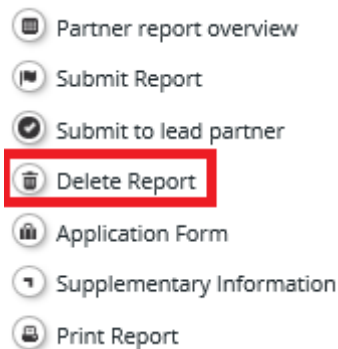 Partner report overview
Submit Report
Submit to lead partner
Delete Report
Application Form
Supplementary Information
Print Report